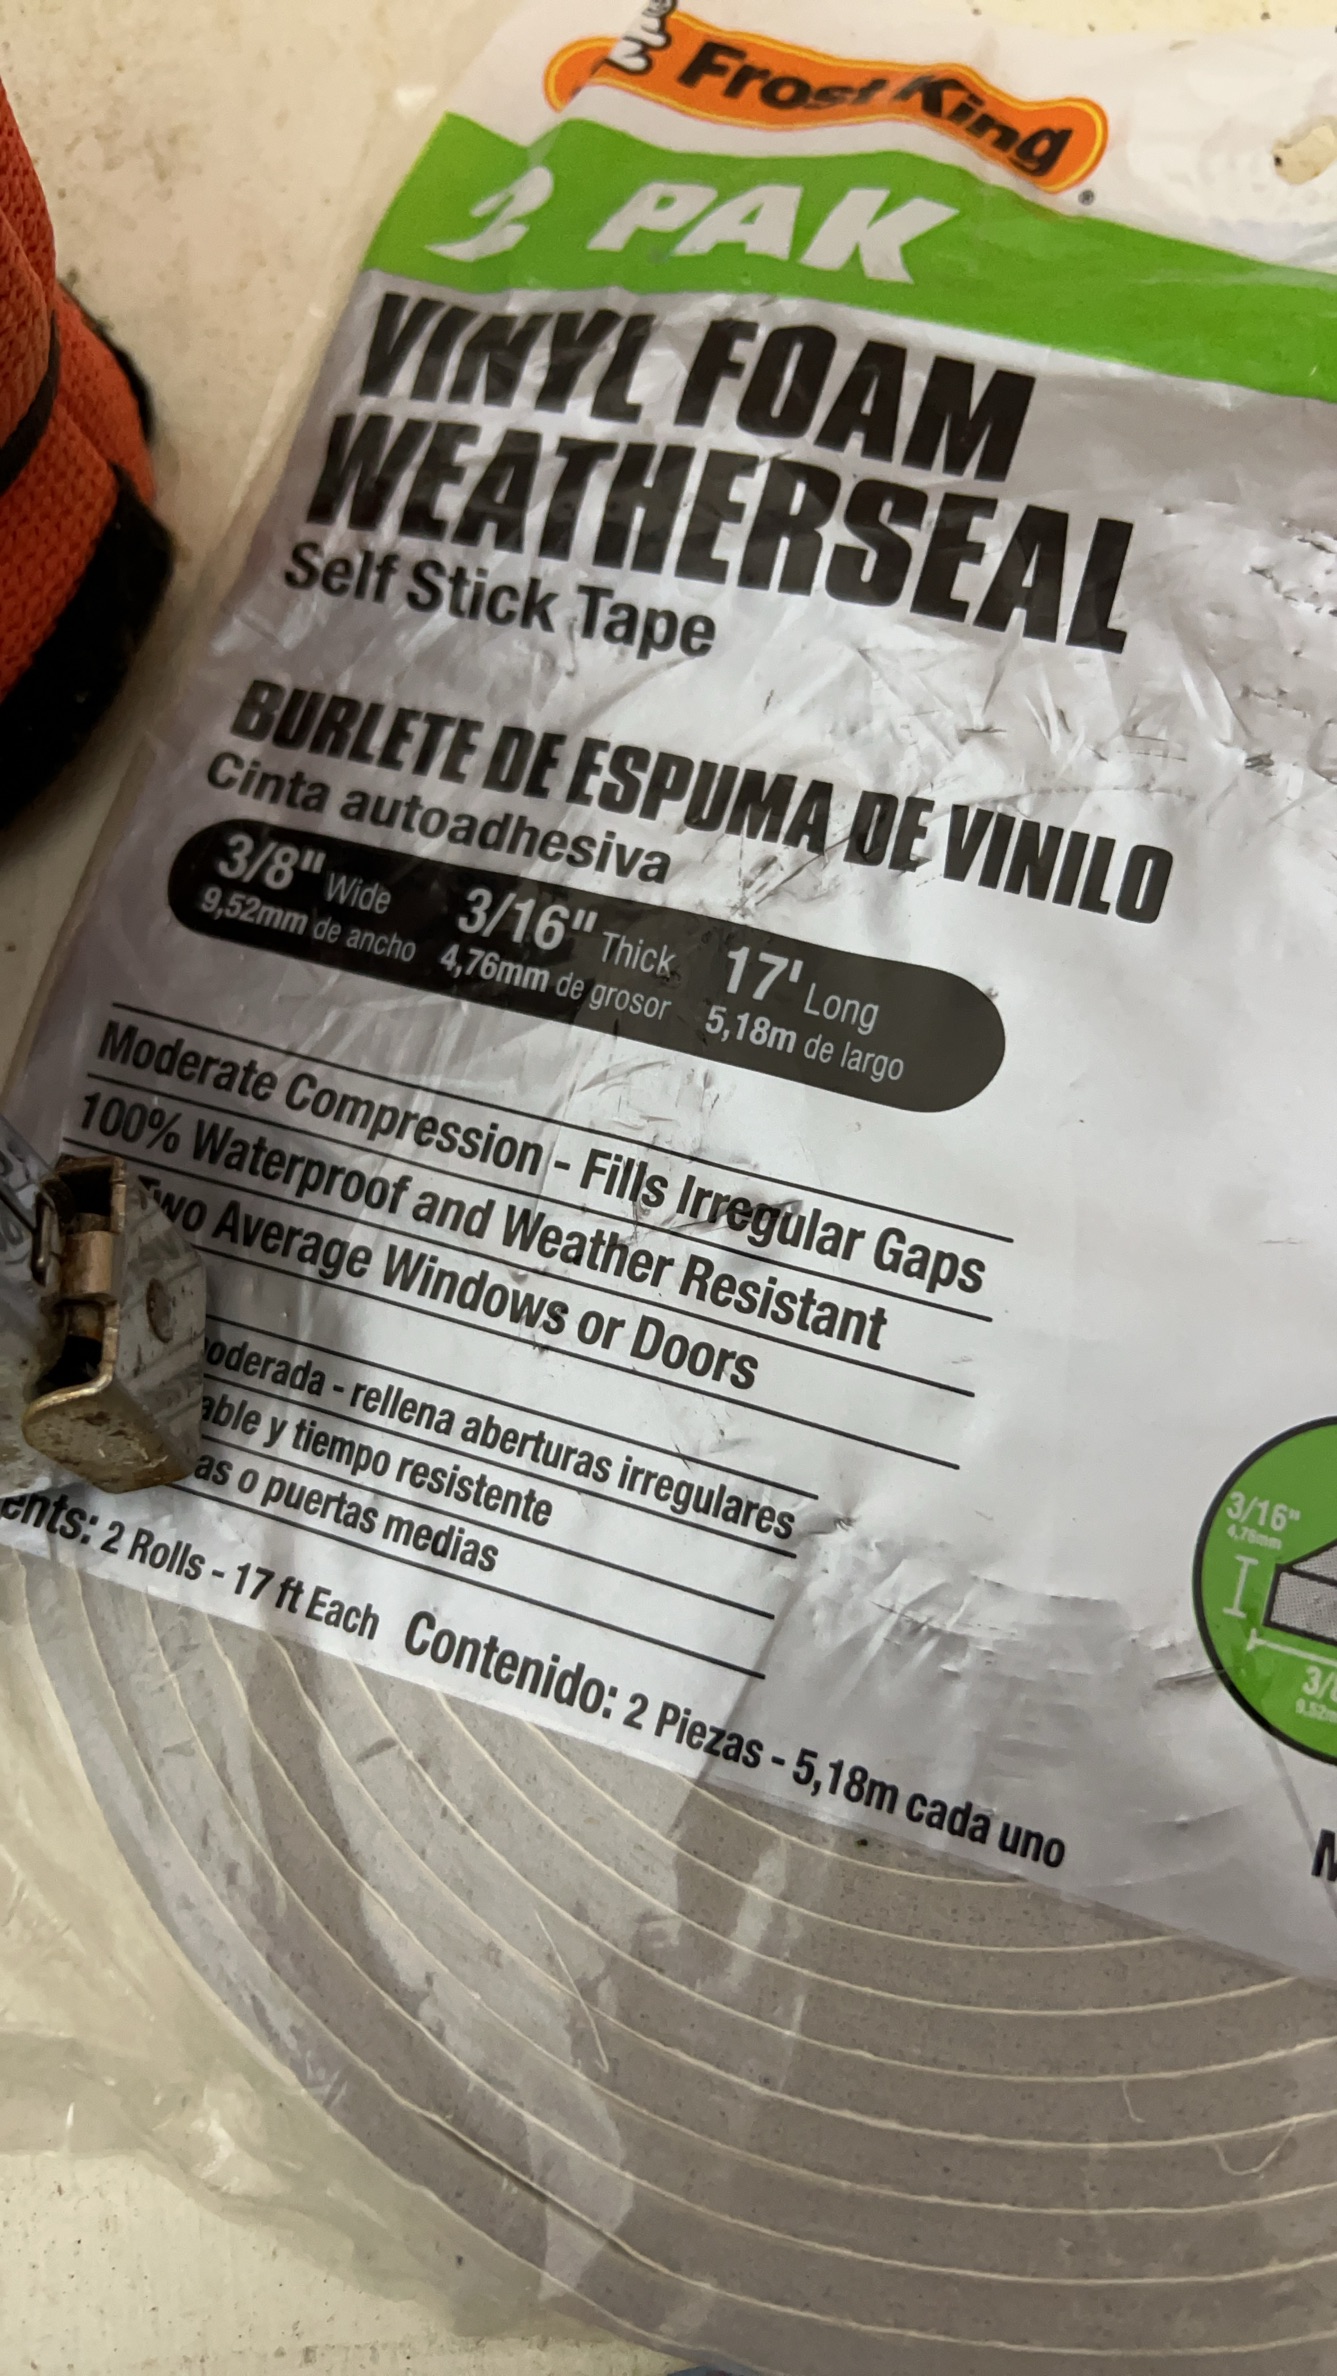 Frost King
®
2 PAK
VINYL FOAM
WEATHERSEAL
Self Stick Tape
BURLETE DE ESPUMA DE VINILO
Cinta autoadhesiva
3/8" Wide 3/16" Thick 17' Long
9,52mm de ancho 4,76mm de grosor 5,18m de largo
Moderate Compression - Fills Irregular Gaps
100% Waterproof and Weather Resistant
Two Average Windows or Doors
oderada - rellena aberturas irregulares
able y tiempo resistente
as o puertas medias
ents: 2 Rolls - 17 ft Each Contenido: 2 Piezas - 5,18m cada uno
3/16"
4,76mm